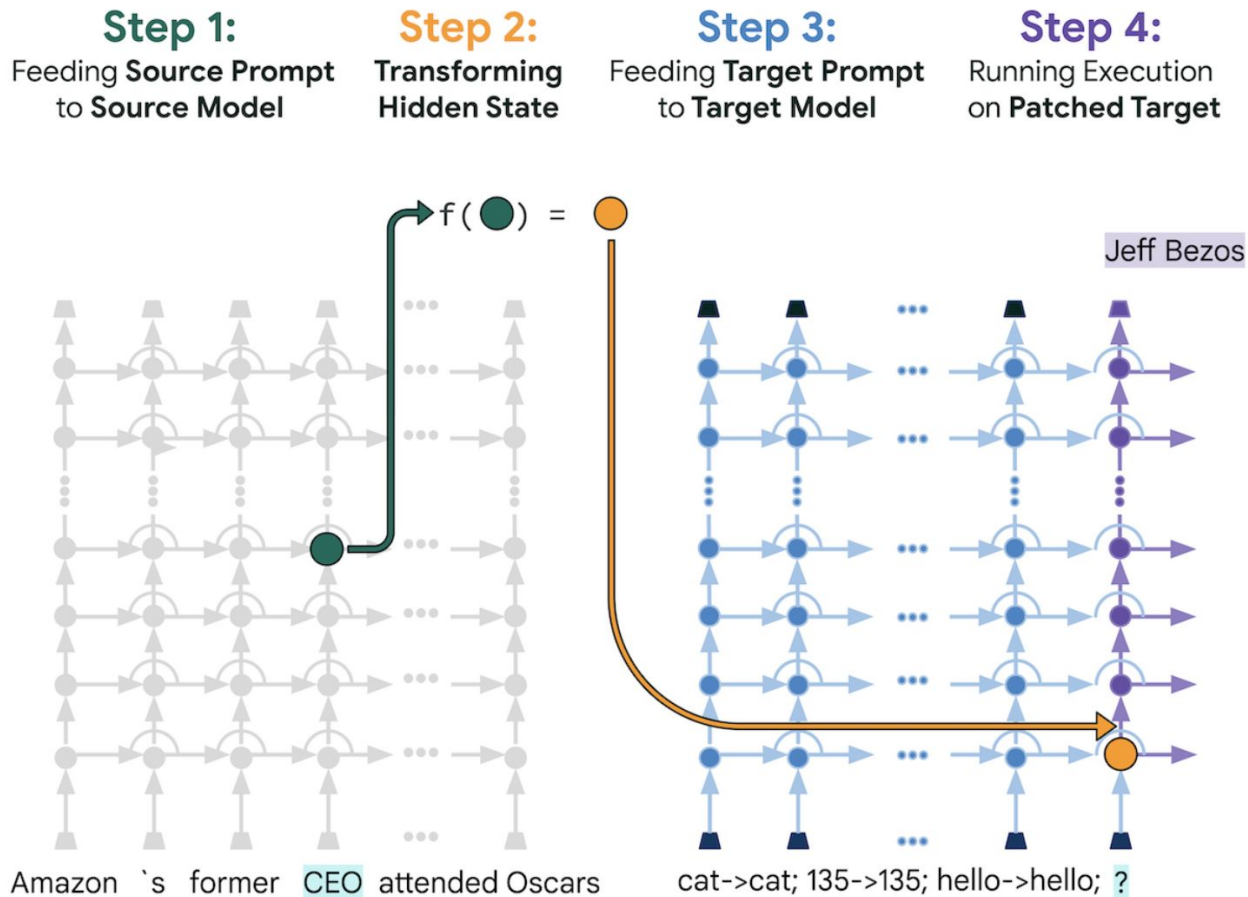 Step 1:
Feeding Source Prompt
to Source Model
Step 2:
Transforming
Hidden State
Step 3:
Feeding Target Prompt
to Target Model
Step 4:
Running Execution
on Patched Target
f( ) =
Jeff Bezos
Amazon `s former CEO attended Oscars
cat->cat; 135->135; hello->hello; ?